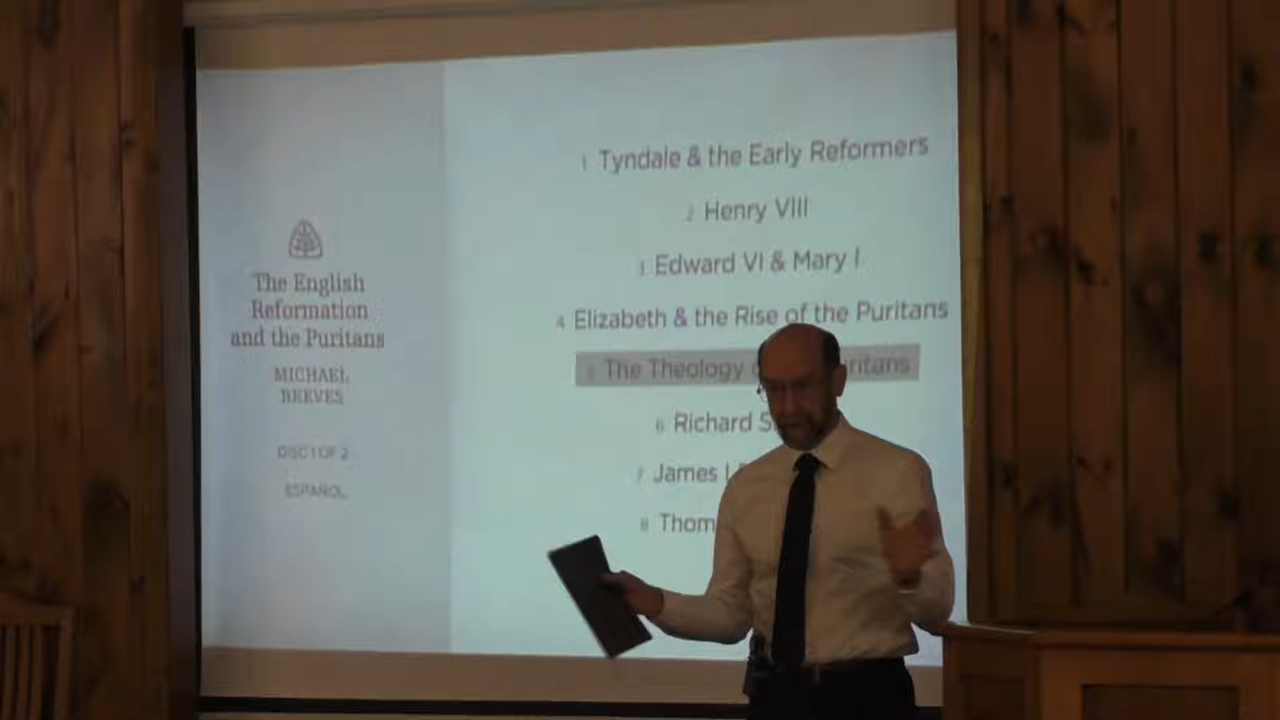 The English
Reformation
and the Puritans
MICHAEL
REEVES
DISC 1 OF 2
ESPAÑOL
1 Tyndale & the Early Reformers
2 Henry VIII
3 Edward VI & Mary I
4 Elizabeth & the Rise of the Puritans
The Theology
6 Richard
7 James I
8